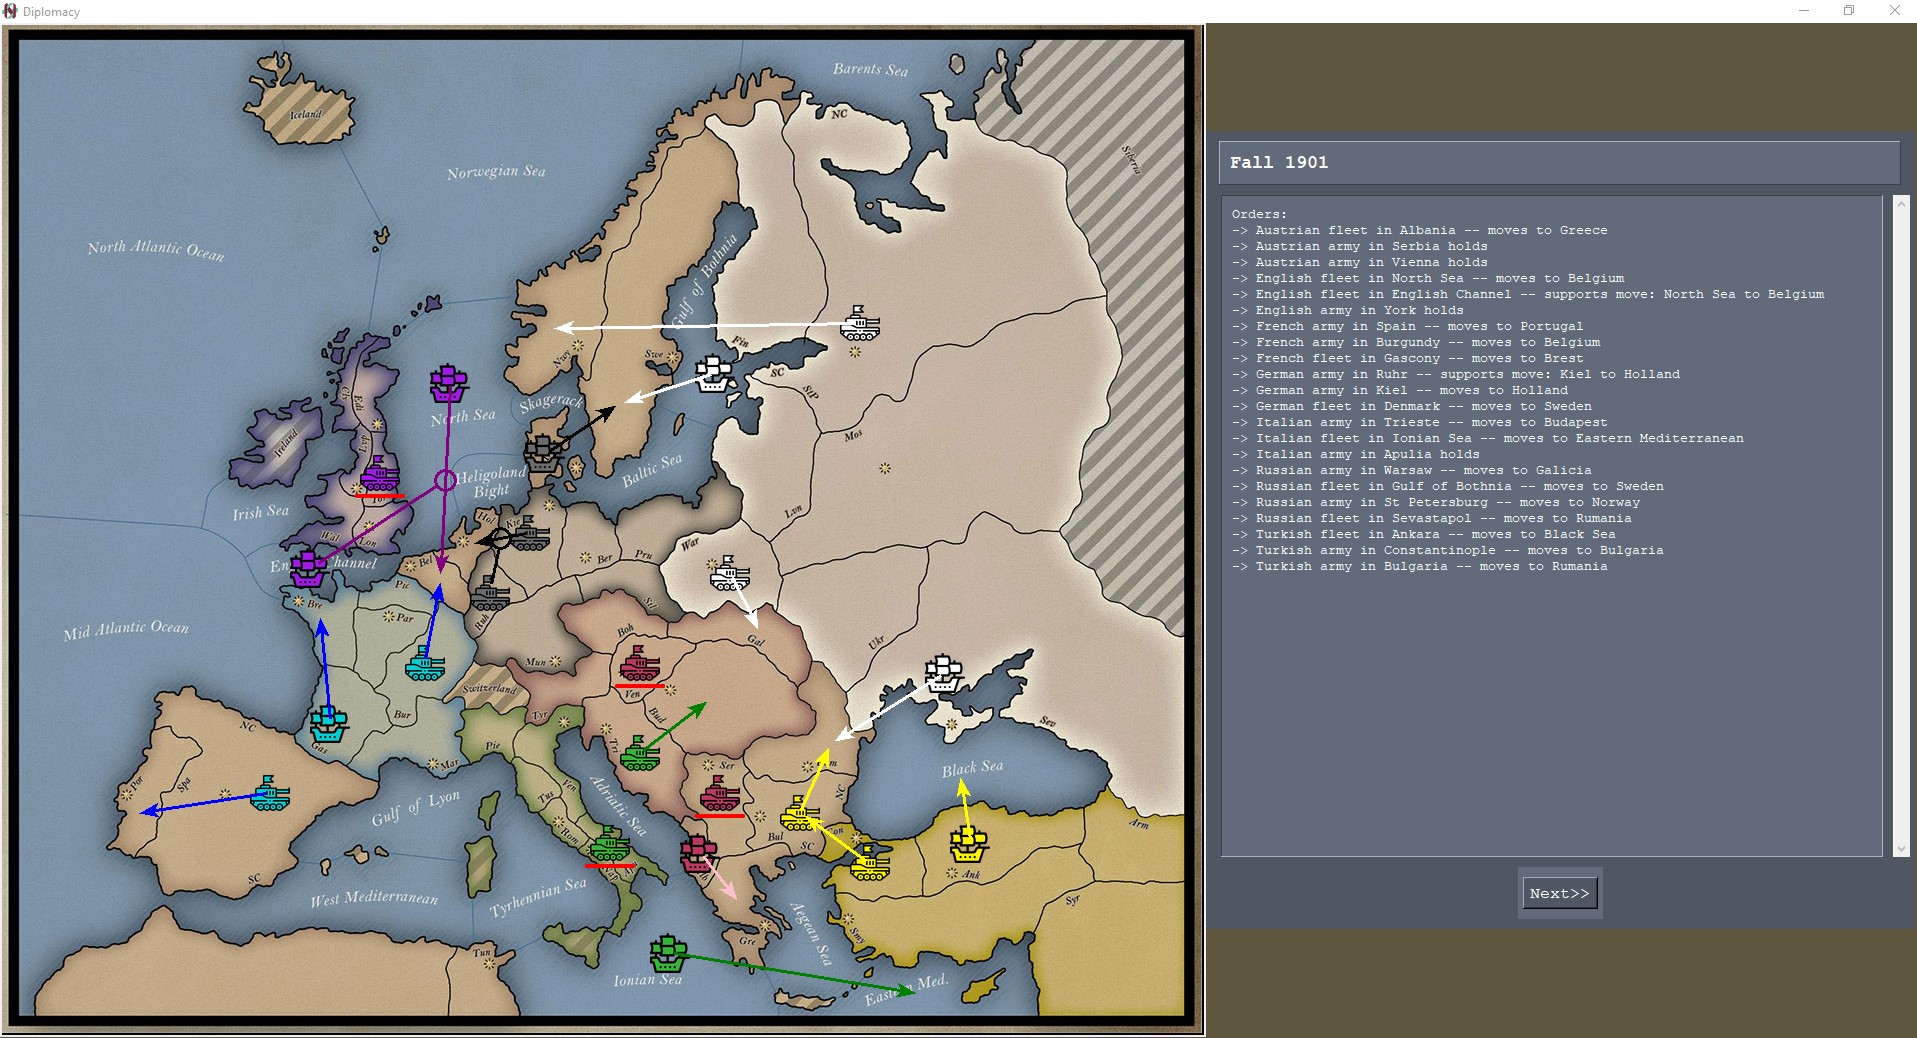 Diplomacy
Barents Sea
NC
Iceland
Siberia
Norwegian Sea
North Atlantic Ocean
Gulf of Bothnia
Fin
Nwy
Swe
SC
StP
Skagerack
North Sea
Cly
Edi
Lvp
Ireland
Mos
Baltic Sea
Heligoland
Bight
Irish Sea
Yor
Wal
Lon
Hol
Kie
Lvn
War
English Channel
Bel
Ber
Pru
Pic
Bre
Par
Ruh
Sil
Mid Atlantic Ocean
Boh
Gal
Ukr
Mun
Switzerland
Ven
Tyr
Bur
Bud
NC
Gas
Pie
Tri
Sev
Mar
Ser
Rum
Black Sea
Por
Spa
Gulf of Lyon
Ven
Tus
Adriatic Sea
NC
Rom
Bul
SC
Con
Arm
Ank
SC
West Mediterranean
Tyrhennian Sea
Syr
Smy
Gre
Aegean Sea
Tun
Ionian Sea
Eastern Med.
Fall 1901
Orders:
-> Austrian fleet in Albania -- moves to Greece
-> Austrian army in Serbia holds
-> Austrian army in Vienna holds
-> English fleet in North Sea -- moves to Belgium
-> English fleet in English Channel -- supports move: North Sea to Belgium
-> English army in York holds
-> French army in Spain -- moves to Portugal
-> French army in Burgundy -- moves to Belgium
-> French fleet in Gascony -- moves to Brest
-> German army in Ruhr -- supports move: Kiel to Holland
-> German army in Kiel -- moves to Holland
-> German fleet in Denmark -- moves to Sweden
-> Italian army in Trieste -- moves to Budapest
-> Italian fleet in Ionian Sea -- moves to Eastern Mediterranean
-> Italian army in Apulia holds
-> Russian army in Warsaw -- moves to Galicia
-> Russian fleet in Gulf of Bothnia -- moves to Sweden
-> Russian army in St Petersburg -- moves to Norway
-> Russian fleet in Sevastapol -- moves to Rumania
-> Turkish fleet in Ankara -- moves to Black Sea
-> Turkish army in Constantinople -- moves to Bulgaria
-> Turkish army in Bulgaria -- moves to Rumania
Next>>